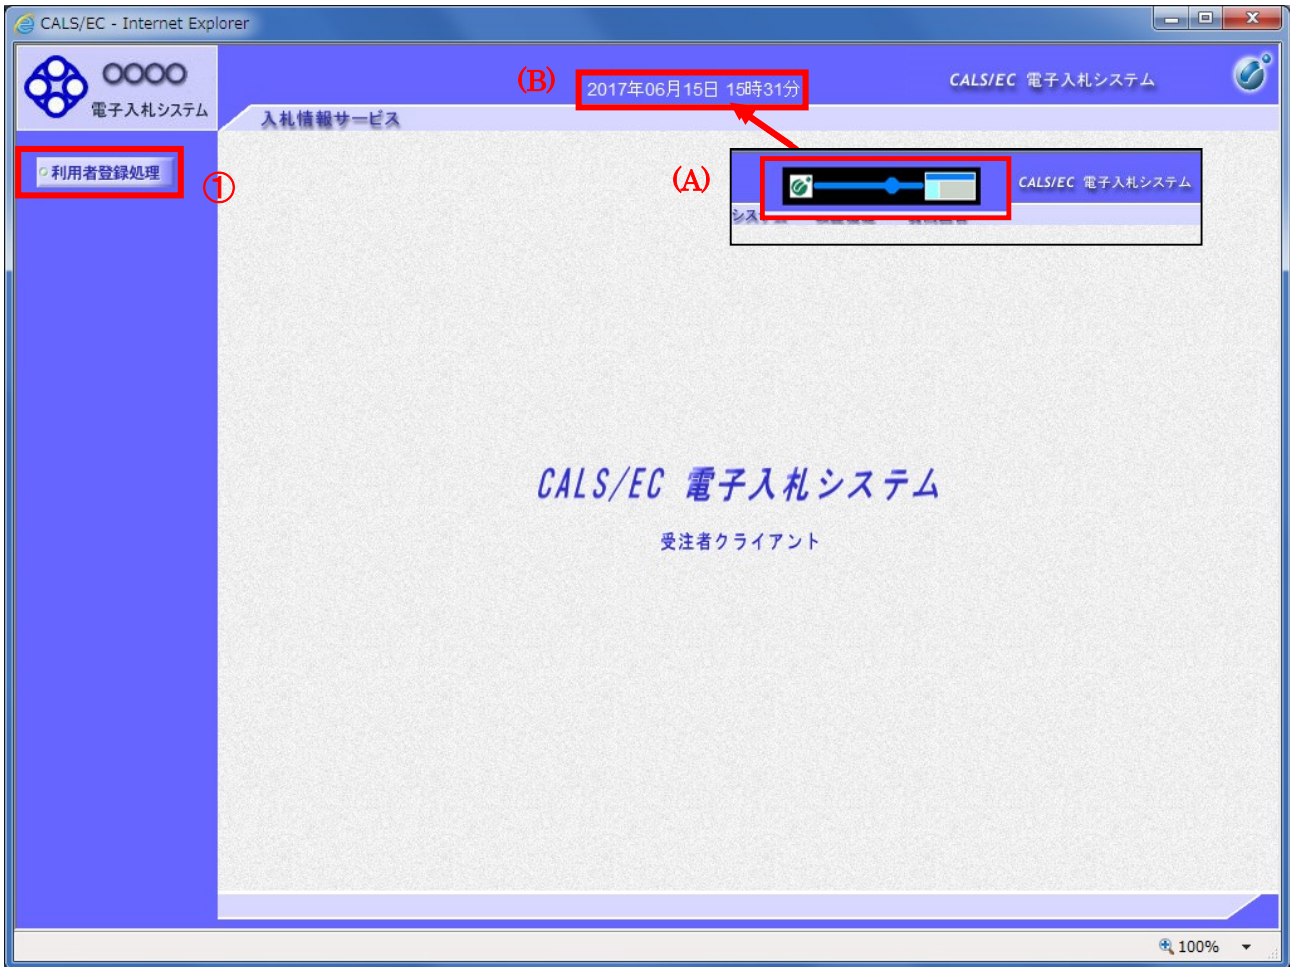 CALS/EC - Internet Explorer
〇〇〇〇
電子入札システム
(B)
2017年06月15日 15時31分
CALS/EC 電子入札システム
入札情報サービス
利用者登録処理
①
(A)
CALS/EC 電子入札システム
CALS/EC 電子入札システム
受注者クライアント
100%